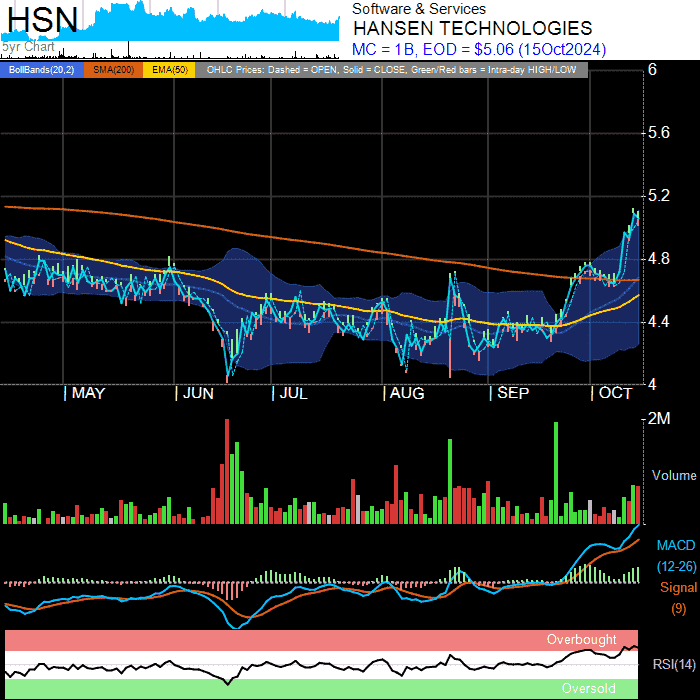 HSN
5yr Chart
Software & Services
HANSEN TECHNOLOGIES
MC = 1B, EOD = $5.06 (15Oct2024)
BollBands(20,2) SMA(200) EMA(50) OHLC Prices: Dashed = OPEN, Solid = CLOSE, Green/Red bars = Intra-day HIGH/LOW
6
5.6
5.2
4.8
4.4
4
| MAY | JUN | JUL | AUG | SEP | OCT
2M
Volume
MACD
(12-26)
Signal
(9)
Overbought
RSI(14)
Oversold